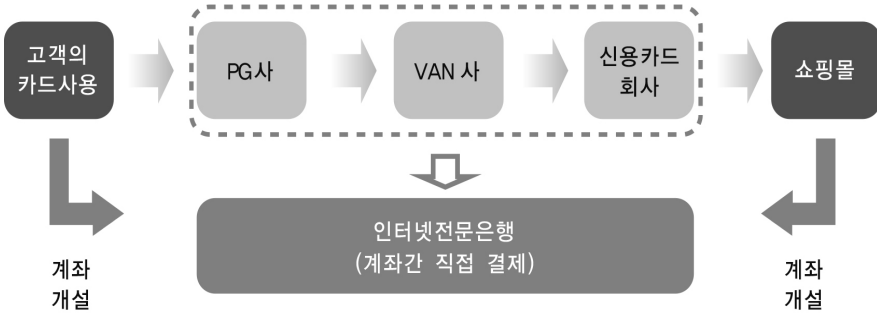 고객의
카드사용
PG사
VAN 사
신용카드
회사
쇼핑몰
인터넷전문은행
(계좌간 직접 결제)
계좌
개설
계좌
개설